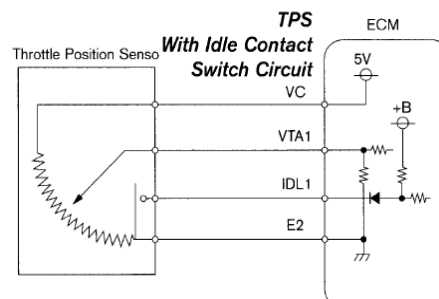 TPS
With Idle Contact
Switch Circuit
ECM
Throttle Position Senso
5V
+B
VC
VTA1
IDL1
E2